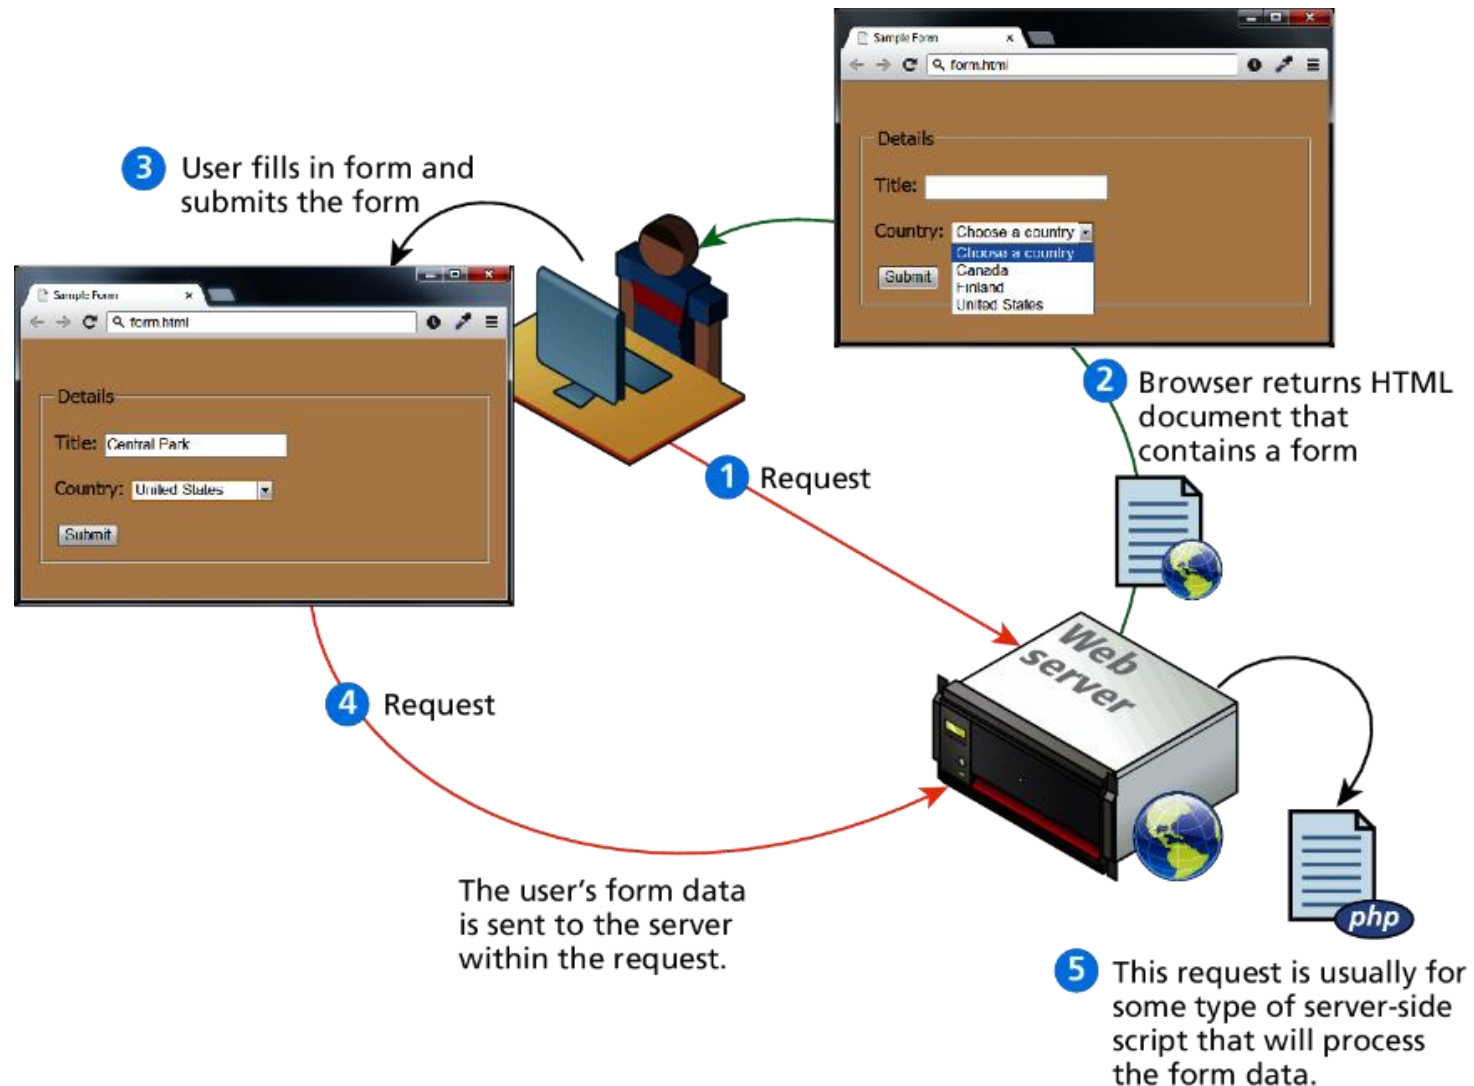 Sample Form
form.html
Details
Title:
Country: Choose a country
Choose a country
Canada
Finland
United States
Submit
3 User fills in form and
submits the form
Sample Form
form.html
Details
Title: Central Park
Country: United States
Submit
2 Browser returns HTML
document that
contains a form
1 Request
Web
server
4 Request
The user's form data
is sent to the server
within the request.
php
5 This request is usually for
some type of server-side
script that will process
the form data.